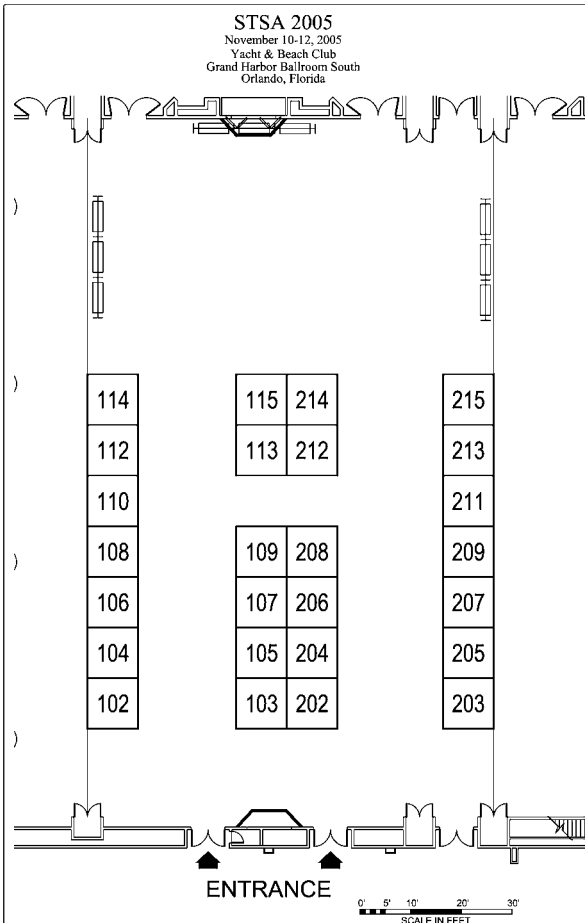 STSA 2005
November 10-12, 2005
Yacht & Beach Club
Grand Harbor Ballroom South
Orlando, Florida
114 115 214 215
112 113 212 213
110 211
108 109 208 209
106 107 206 207
104 105 204 205
102 103 202 203
ENTRANCE
0' 5' 10' 20' 30'
SCALE IN FEET